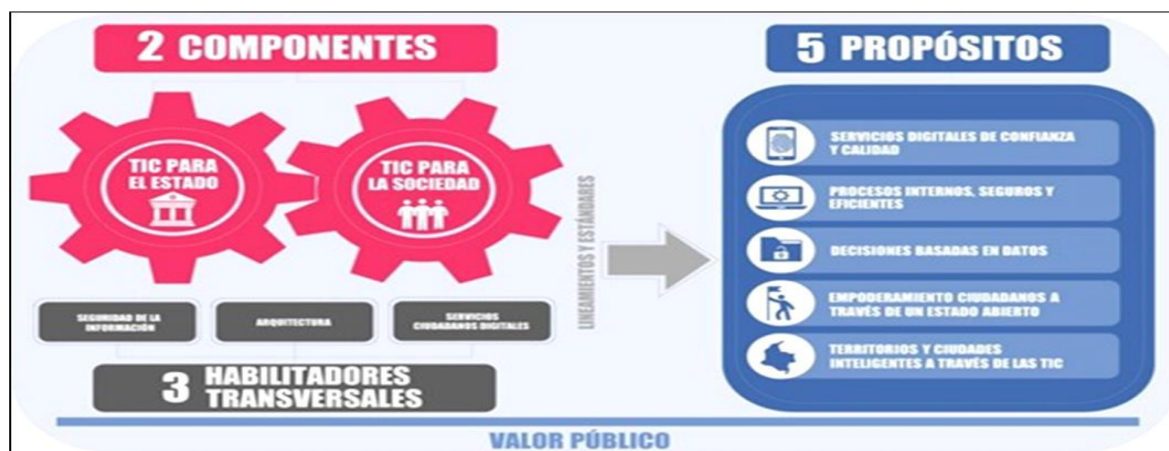 2 COMPONENTES
TIC PARA
EL ESTADO
TIC PARA
LA SOCIEDAD
SEGURIDAD DE LA
INFORMACIÓN
ARQUITECTURA
SERVICIOS
CIUDADANOS DIGITALES
3 HABILITADORES
TRANSVERSALES
LINEAMIENTOS Y ESTÁNDARES
5 PROPÓSITOS
SERVICIOS DIGITALES DE CONFIANZA
Y CALIDAD
PROCESOS INTERNOS, SEGUROS Y
EFICIENTES
DECISIONES BASADAS EN DATOS
EMPODERAMIENTO CIUDADANOS A
TRAVÉS DE UN ESTADO ABIERTO
TERRITORIOS Y CIUDADES
INTELIGENTES A TRAVÉS DE LAS TIC
VALOR PÚBLICO